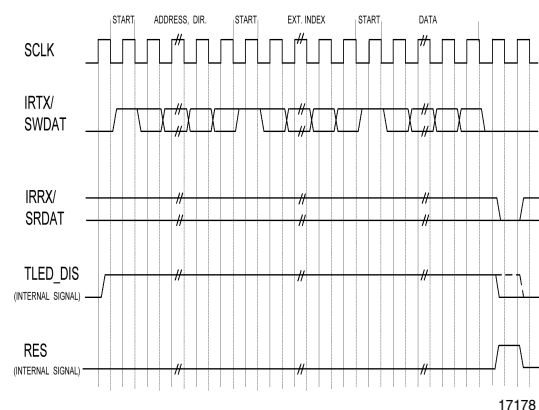 START ADDRESS, DIR. START EXT. INDEX START DATA
SCLK
IRTX/
SWDAT
IRRX/
SRDAT
TLED_DIS
(INTERNAL SIGNAL)
RES
(INTERNAL SIGNAL)
17178